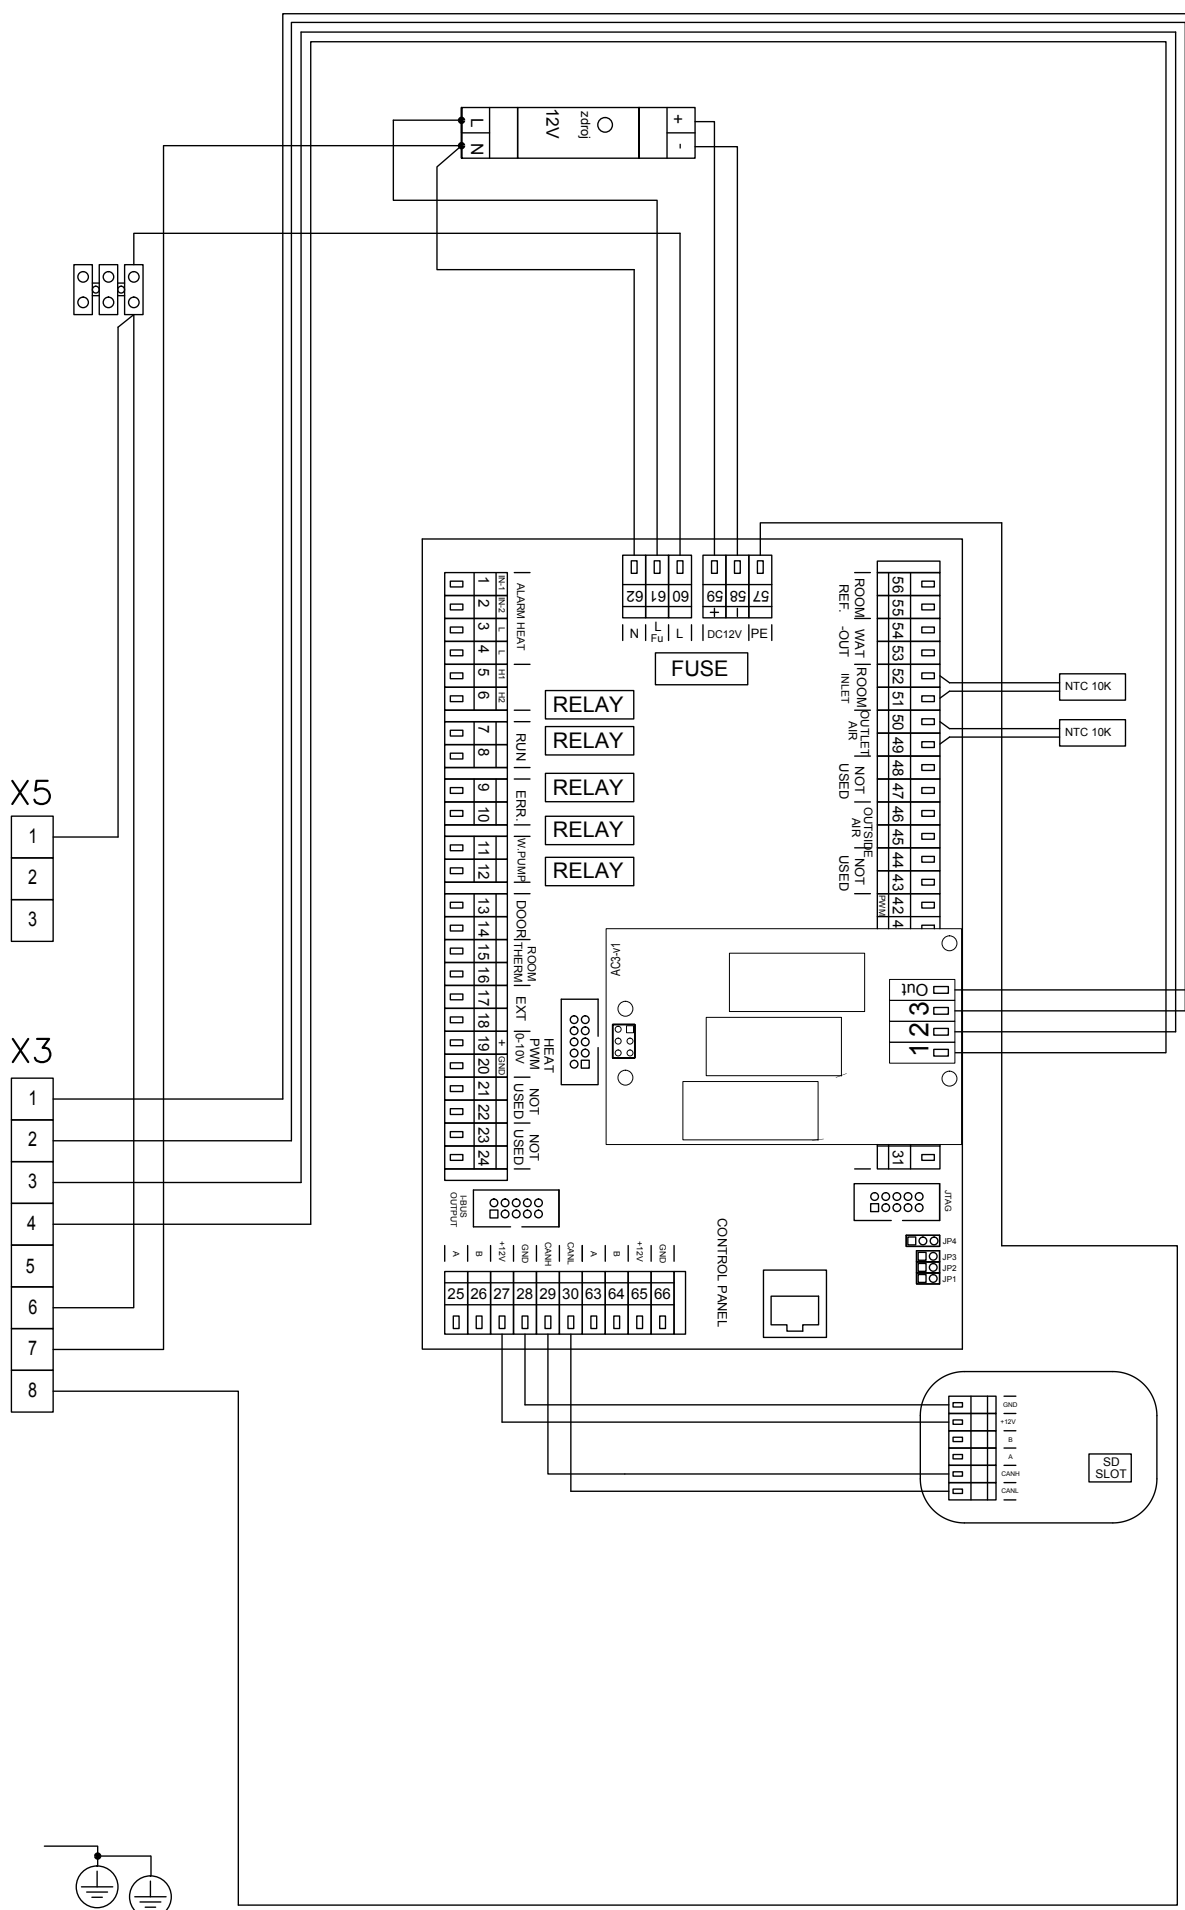 L
N
12V
zdroj
+
-
X5
1
2
3
X3
1
2
3
4
5
6
7
8
62
61
60
59
58
57
+
–
N
L
Fu
L
DC12V
PE
FUSE
RELAY
RELAY
RELAY
RELAY
RELAY
1
IN-1
2
IN-2
3
L
4
L
5
H1
6
H2
ALARM HEAT
7
8
RUN
9
10
ERR.
11
12
W.PUMP
13
14
DOOR
15
16
ROOM
THERM
17
18
EXT
19
+
20
GND
HEAT
PWM
0-10V
21
22
NOT
USED
23
24
NOT
USED
56
55
ROOM
REF.
54
53
WAT
-OUT
52
51
ROOM
INLET
50
49
OUTLET
AIR
48
47
NOT
USED
46
45
OUTSIDE
AIR
44
43
NOT
USED
42
PWM
4
31
NTC 10K
NTC 10K
AC3-v1
Out
3
2
1
I-BUS
OUTPUT
JTAG
JP4
JP3
JP2
JP1
CONTROL PANEL
A
B
+12V
GND
CANH
CANL
A
B
+12V
GND
25
26
27
28
29
30
63
64
65
66
GND
+12V
B
A
CANH
CANL
SD
SLOT